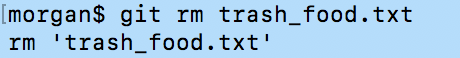 [morgan$ git rm trash_food.txt
rm 'trash_food.txt'